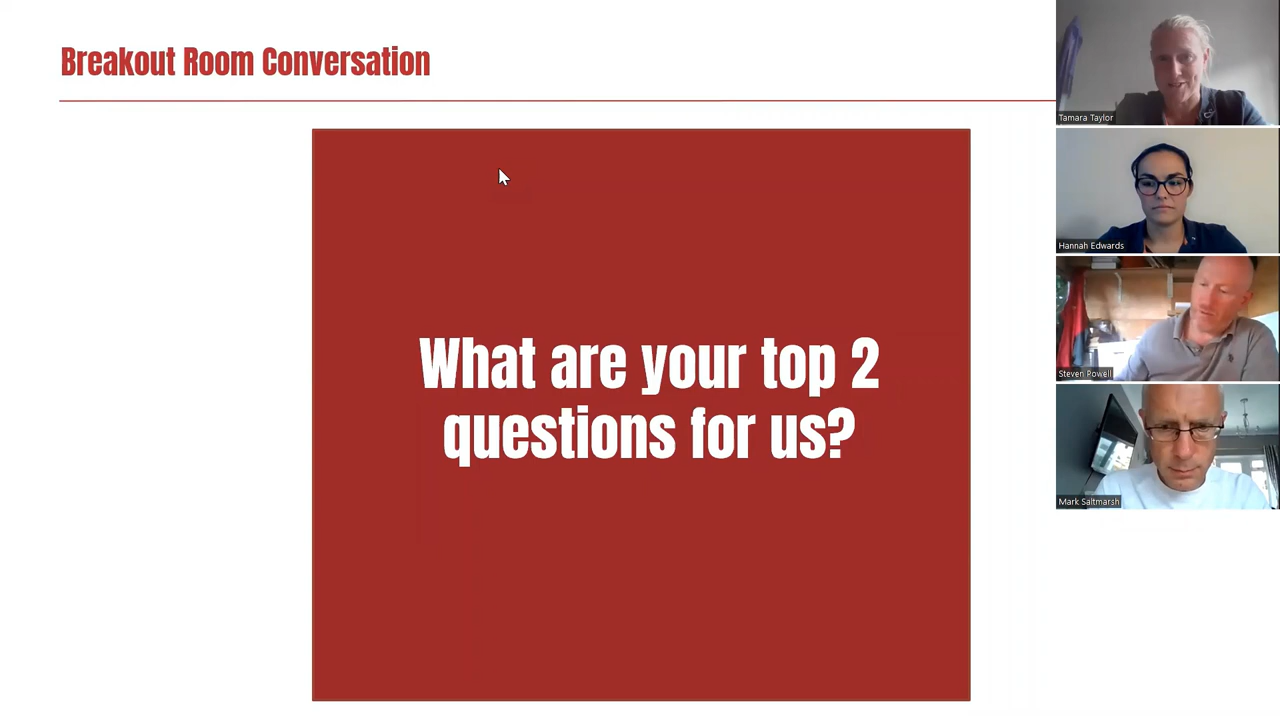 Breakout Room Conversation
What are your top 2
questions for us?
Tamara Taylor
Hannah Edwards
Steven Powell
Mark Saltmarsh